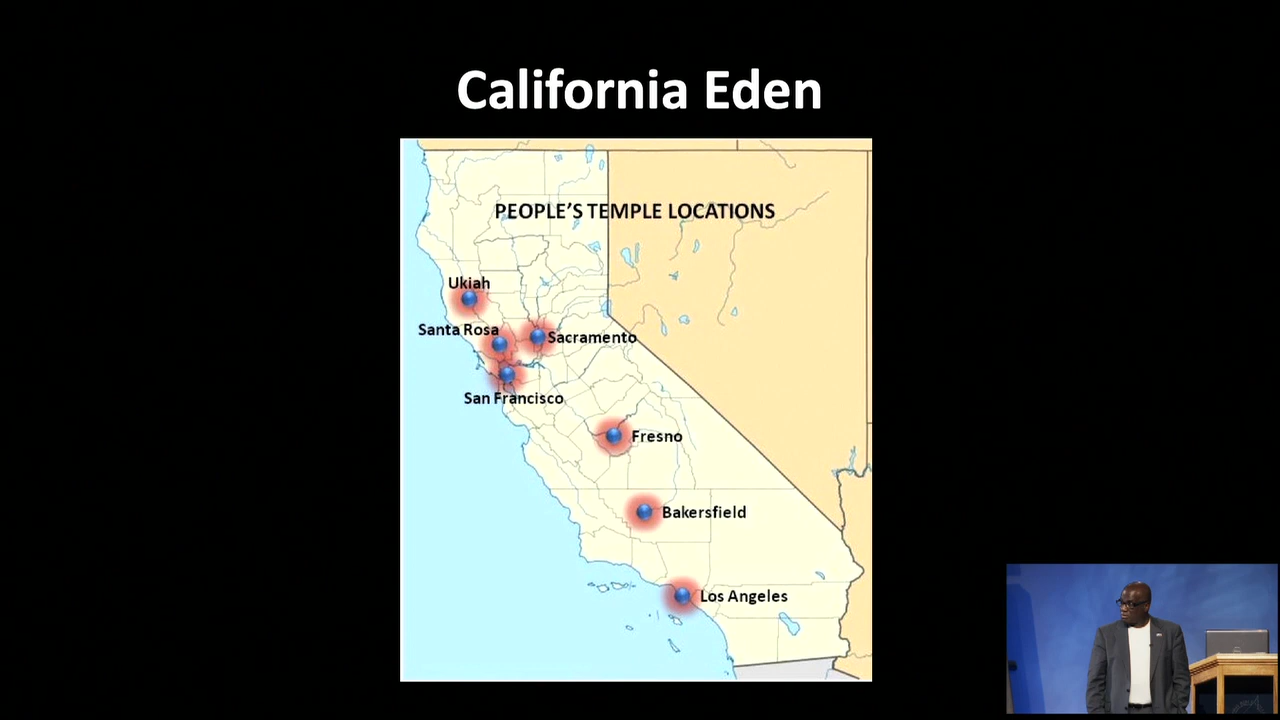 California Eden
PEOPLE'S TEMPLE LOCATIONS
Ukiah
Santa Rosa
Sacramento
San Francisco
Fresno
Bakersfield
Los Angeles